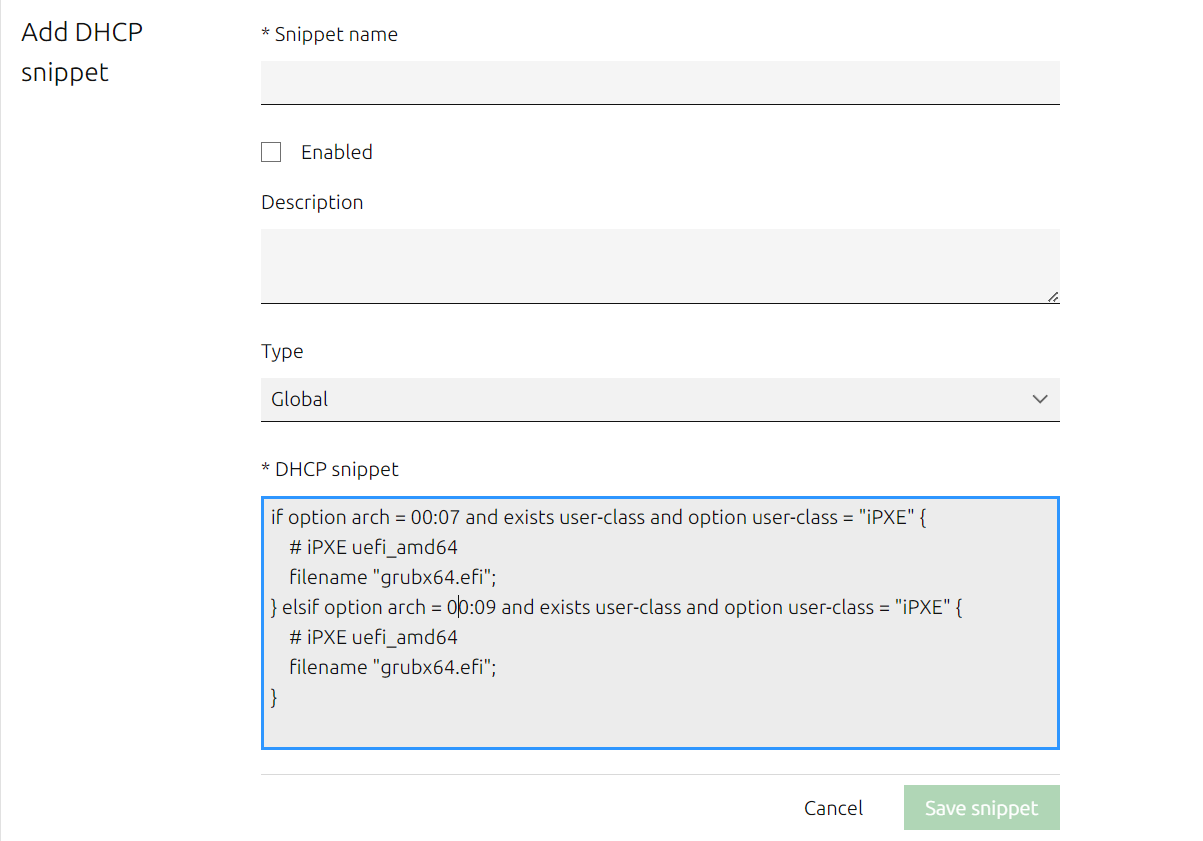 Add DHCP
snippet
* Snippet name
Enabled
Description
Type
Global
* DHCP snippet
if option arch = 00:07 and exists user-class and option user-class = "iPXE" {
# iPXE uefi_amd64
filename "grubx64.efi";
} elsif option arch = 00:09 and exists user-class and option user-class = "iPXE" {
# iPXE uefi_amd64
filename "grubx64.efi";
}
Cancel
Save snippet